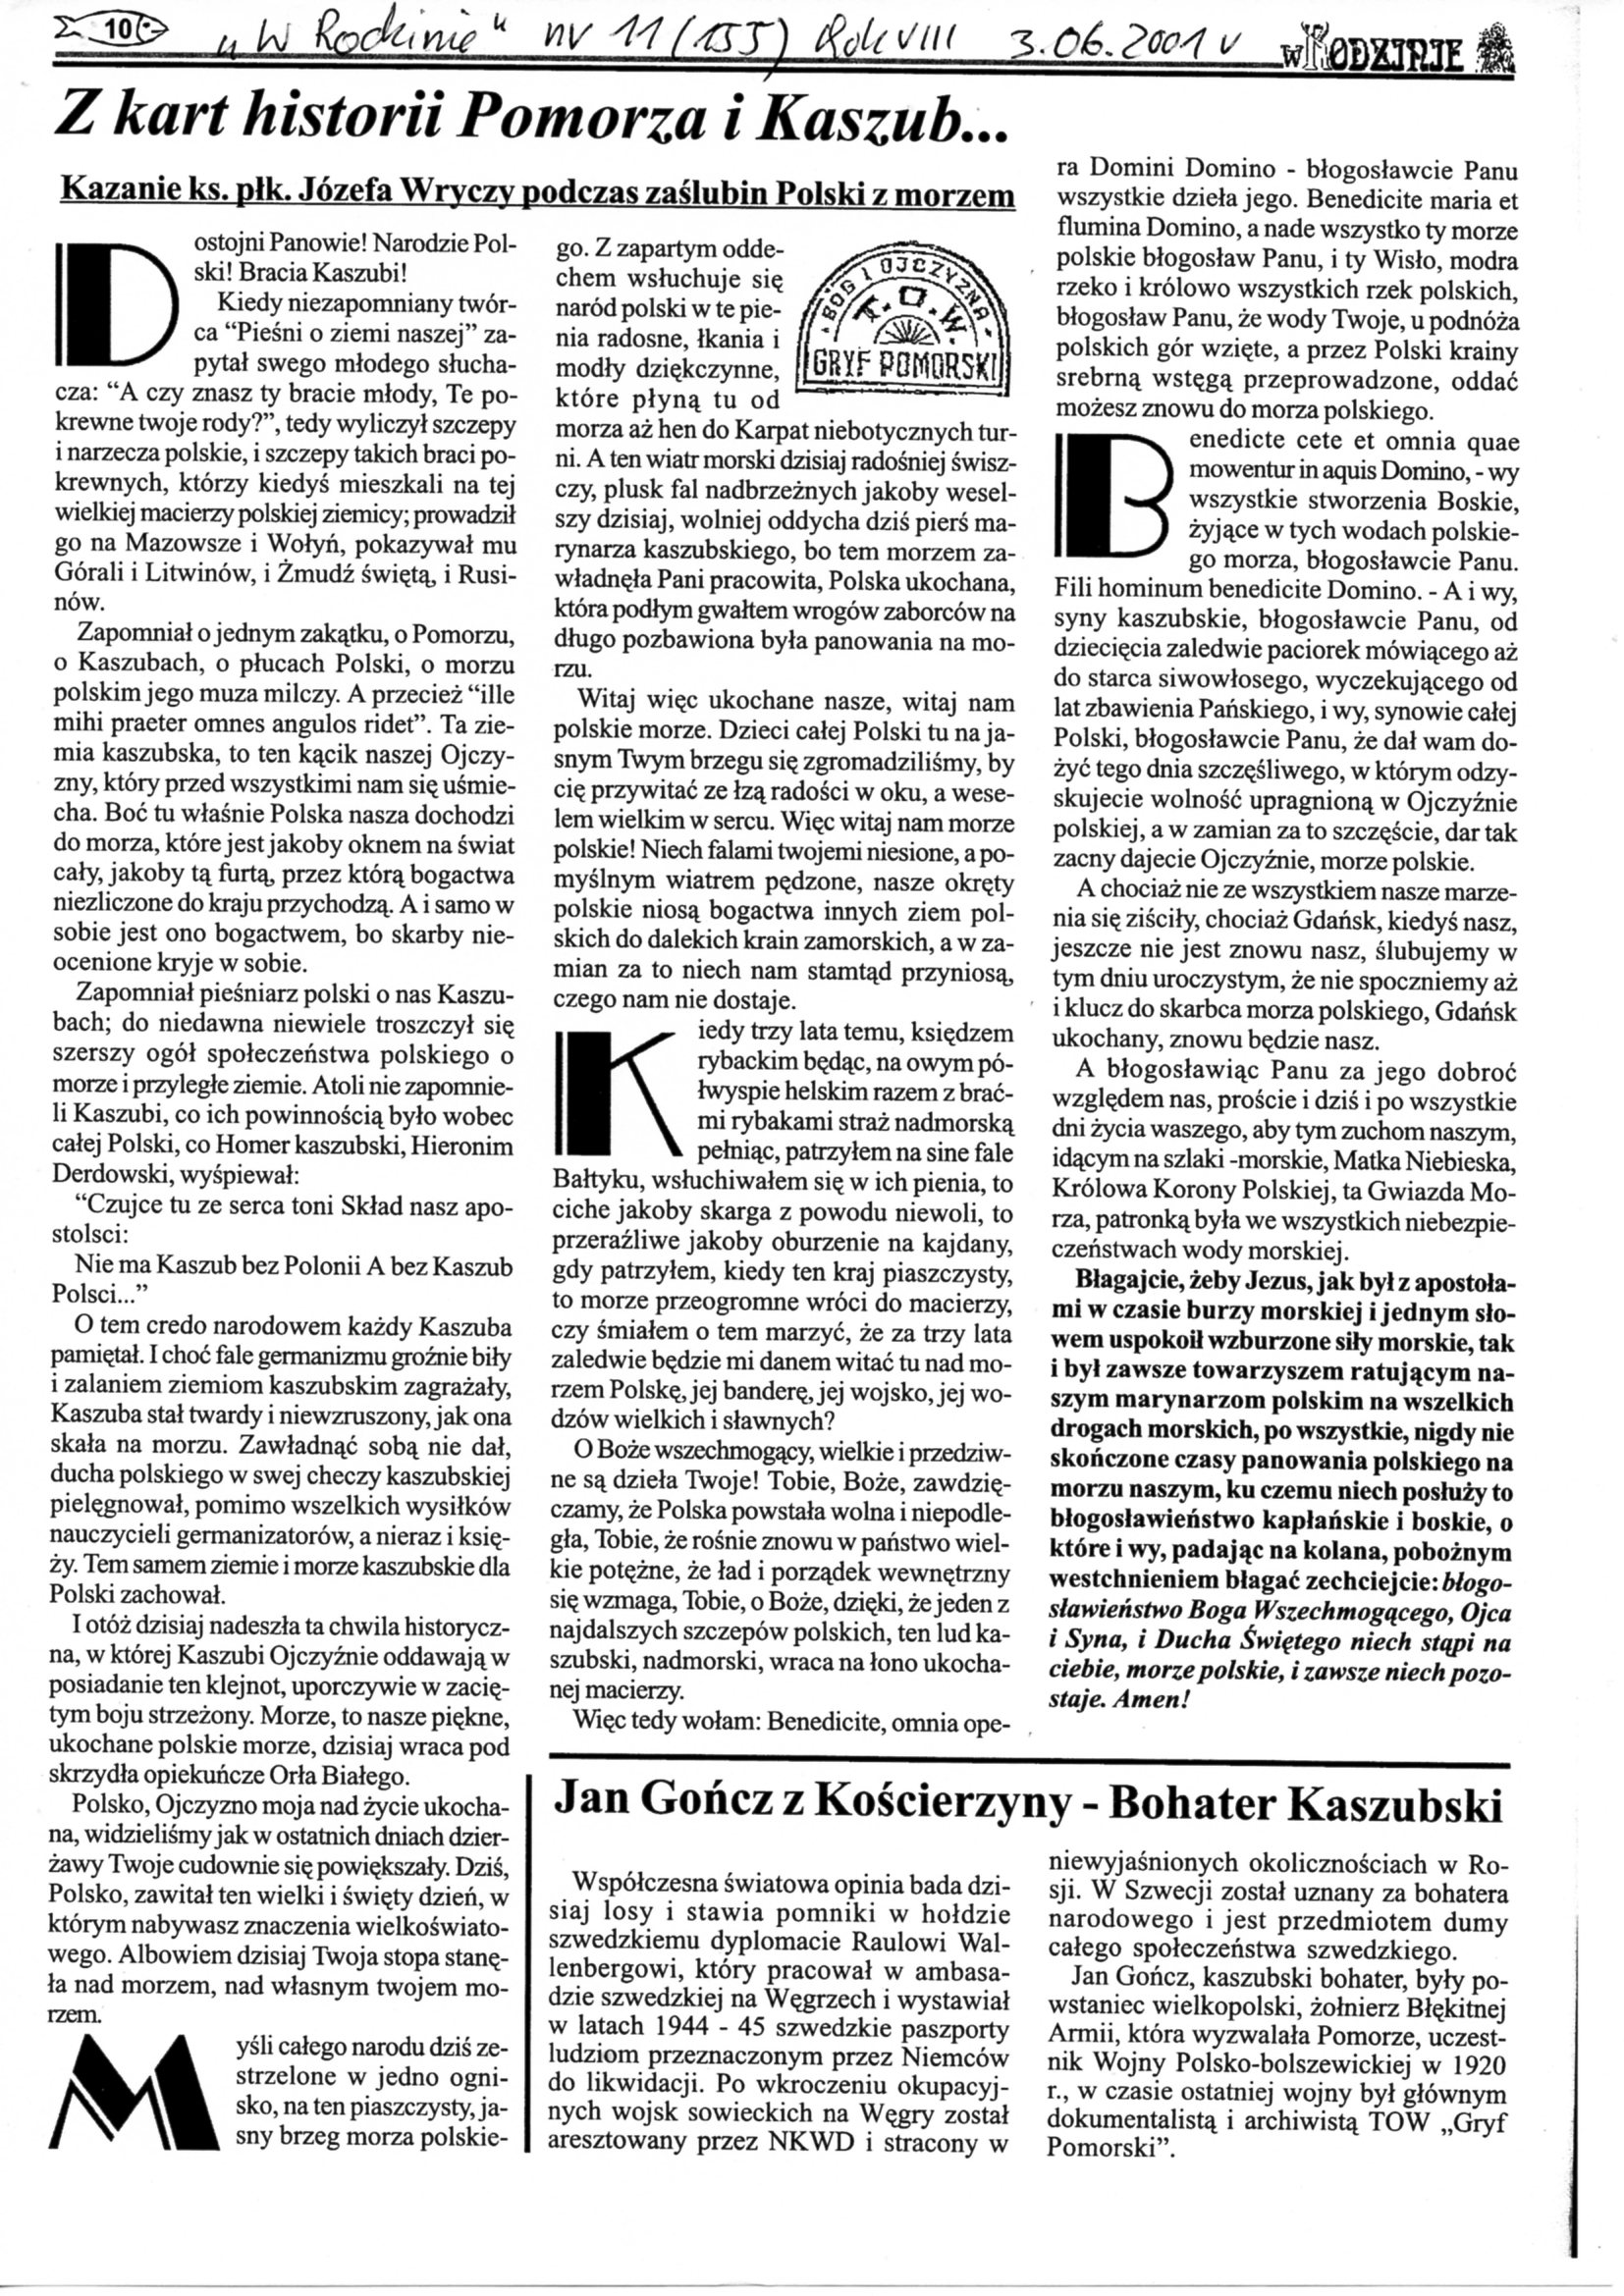 10
„W Rodzinie" nr 11 (155) Rok VIII 3.06.2001 r
w RODZINIE
Z kart historii Pomorza i Kaszub...
Kazanie ks. płk. Józefa Wryczy podczas zaślubin Polski z morzem
Dostojni Panowie! Narodzie Pol-
ski! Bracia Kaszubi!
Kiedy niezapomniany twór-
ca “Pieśni o ziemi naszej” za-
pytał swego młodego słucha-
cza: “A czy znasz ty bracie młody, Te po-
krewne twoje rody?”, tedy wyliczył szczepy
i narzecza polskie, i szczepy takich braci po-
krewnych, którzy kiedyś mieszkali na tej
wielkiej macierzy polskiej ziemicy; prowadził
go na Mazowsze i Wołyń, pokazywał mu
Górali i Litwinów, i Żmudź świętą, i Rusi-
nów.
Zapomniał o jednym zakątku, o Pomorzu,
o Kaszubach, o płucach Polski, o morzu
polskim jego muza milczy. A przecież “ille
mihi praeter omnes angulos ridet”. Ta zie-
mia kaszubska, to ten kącik naszej Ojczy-
zny, który przed wszystkimi nam się uśmie-
cha. Boć tu właśnie Polska nasza dochodzi
do morza, które jest jakoby oknem na świat
cały, jakoby tą furtą, przez którą bogactwa
niezliczone do kraju przychodzą. A i samo w
sobie jest ono bogactwem, bo skarby nie-
ocenione kryje w sobie.
Zapomniał pieśniarz polski o nas Kaszu-
bach; do niedawna niewiele troszczył się
szerszy ogół społeczeństwa polskiego o
morze i przyległe ziemie. Atoli nie zapomnie-
li Kaszubi, co ich powinnością było wobec
całej Polski, co Homer kaszubski, Hieronim
Derdowski, wyśpiewał:
“Czujce tu ze serca toni Skład nasz apo-
stolsci:
Nie ma Kaszub bez Polonii A bez Kaszub
Polsci...”
O tem credo narodowem każdy Kaszuba
pamiętał. I choć fale germanizmu groźnie biły
i zalaniem ziemiom kaszubskim zagrażały,
Kaszuba stał twardy i niewzruszony, jak ona
skała na morzu. Zawładnąć sobą nie dał,
ducha polskiego w swej checzy kaszubskiej
pielęgnował, pomimo wszelkich wysiłków
nauczycieli germanizatorów, a nieraz i księ-
ży. Tem samem ziemie i morze kaszubskie dla
Polski zachował.
I otóż dzisiaj nadeszła ta chwila historycz-
na, w której Kaszubi Ojczyźnie oddawają w
posiadanie ten klejnot, uporczywie w zacię-
tym boju strzeżony. Morze, to nasze piękne,
ukochane polskie morze, dzisiaj wraca pod
skrzydła opiekuńcze Orła Białego.
Polsko, Ojczyzno moja nad życie ukocha-
na, widzieliśmy jak w ostatnich dniach dzier-
żawy Twoje cudownie się powiększały. Dziś,
Polsko, zawitał ten wielki i święty dzień, w
którym nabywasz znaczenia wielkoświato-
wego. Albowiem dzisiaj Twoja stopa stanę-
ła nad morzem, nad własnym twojem mo-
rzem.
Myśli całego narodu dziś ze-
strzelone w jedno ogni-
sko, na ten piaszczysty, ja-
sny brzeg morza polskie-
go. Z zapartym odde-
chem wsłuchuje się
naród polski w te pie-
nia radosne, łkania i
modły dziękczynne,
które płyną tu od
morza aż hen do Karpat niebotycznych tur-
ni. A ten wiatr morski dzisiaj radośniej świsz-
czy, plusk fal nadbrzeżnych jakoby wesel-
szy dzisiaj, wolniej oddycha dziś pierś ma-
rynarza kaszubskiego, bo tem morzem za-
władnęła Pani pracowita, Polska ukochana,
która podłym gwałtem wrogów zaborców na
długo pozbawiona była panowania na mo-
rzu.
Witaj więc ukochane nasze, witaj nam
polskie morze. Dzieci całej Polski tu na ja-
snym Twym brzegu się zgromadziliśmy, by
cię przywitać ze łzą radości w oku, a wese-
lem wielkim w sercu. Więc witaj nam morze
polskie! Niech falami twojemi niesione, a po-
myślnym wiatrem pędzone, nasze okręty
polskie niosą bogactwa innych ziem pol-
skich do dalekich krain zamorskich, a w za-
mian za to niech nam stamtąd przyniosą,
czego nam nie dostaje.
Kiedy trzy lata temu, księdzem
rybackim będąc, na owym pó-
łwyspie helskim razem z brać-
mi rybakami straż nadmorską
pełniąc, patrzyłem na sine fale
Bałtyku, wsłuchiwałem się w ich pienia, to
ciche jakoby skarga z powodu niewoli, to
przeraźliwe jakoby oburzenie na kajdany,
gdy patrzyłem, kiedy ten kraj piaszczysty,
to morze przeogromne wróci do macierzy,
czy śmiałem o tem marzyć, że za trzy lata
zaledwie będzie mi danem witać tu nad mo-
rzem Polskę, jej banderę, jej wojsko, jej wo-
dzów wielkich i sławnych?
O Boże wszechmogący, wielkie i przedziw-
ne są dzieła Twoje! Tobie, Boże, zawdzię-
czamy, że Polska powstała wolna i niepodle-
gła, Tobie, że rośnie znowu w państwo wiel-
kie potężne, że ład i porządek wewnętrzny
się wzmaga, Tobie, o Boże, dzięki, że jeden z
najdalszych szczepów polskich, ten lud ka-
szubski, nadmorski, wraca na łono ukocha-
nej macierzy.
Więc tedy wołam: Benedicite, omnia ope-
BÓG I OJCZYZNA
T.O.W.
GRYF POMORSKI
ra Domini Domino - błogosławcie Panu
wszystkie dzieła jego. Benedicite maria et
flumina Domino, a nade wszystko ty morze
polskie błogosław Panu, i ty Wisło, modra
rzeko i królowo wszystkich rzek polskich,
błogosław Panu, że wody Twoje, u podnóża
polskich gór wzięte, a przez Polski krainy
srebrną wstęgą przeprowadzone, oddać
możesz znowu do morza polskiego.
Benedicte cete et omnia quae
mowentur in aquis Domino, - wy
wszystkie stworzenia Boskie,
żyjące w tych wodach polskie-
go morza, błogosławcie Panu.
Fili hominum benedicite Domino. - A i wy,
syny kaszubskie, błogosławcie Panu, od
dziecięcia zaledwie paciorek mówiącego aż
do starca siwowłosego, wyczekującego od
lat zbawienia Pańskiego, i wy, synowie całej
Polski, błogosławcie Panu, że dał wam do-
żyć tego dnia szczęśliwego, w którym odzy-
skujecie wolność upragnioną w Ojczyźnie
polskiej, a w zamian za to szczęście, dar tak
zacny dajecie Ojczyźnie, morze polskie.
A chociaż nie ze wszystkiem nasze marze-
nia się ziściły, chociaż Gdańsk, kiedyś nasz,
jeszcze nie jest znowu nasz, ślubujemy w
tym dniu uroczystym, że nie spoczniemy aż
i klucz do skarbca morza polskiego, Gdańsk
ukochany, znowu będzie nasz.
A błogosławiąc Panu za jego dobroć
względem nas, proście i dziś i po wszystkie
dni życia waszego, aby tym zuchom naszym,
idącym na szlaki -morskie, Matka Niebieska,
Królowa Korony Polskiej, ta Gwiazda Mo-
rza, patronką była we wszystkich niebezpie-
czeństwach wody morskiej.
Błagajcie, żeby Jezus, jak był z apostoła-
mi w czasie burzy morskiej i jednym sło-
wem uspokoił wzburzone siły morskie, tak
i był zawsze towarzyszem ratującym na-
szym marynarzom polskim na wszelkich
drogach morskich, po wszystkie, nigdy nie
skończone czasy panowania polskiego na
morzu naszym, ku czemu niech posłuży to
błogosławieństwo kapłańskie i boskie, o
które i wy, padając na kolana, pobożnym
westchnieniem błagać zechciejcie: błogo-
sławieństwo Boga Wszechmogącego, Ojca
i Syna, i Ducha Świętego niech stąpi na
ciebie, morze polskie, i zawsze niech pozo-
staje. Amen!
Jan Gończ z Kościerzyny - Bohater Kaszubski
Współczesna światowa opinia bada dzi-
siaj losy i stawia pomniki w hołdzie
szwedzkiemu dyplomacie Raulowi Wal-
lenbergowi, który pracował w ambasa-
dzie szwedzkiej na Węgrzech i wystawiał
w latach 1944 - 45 szwedzkie paszporty
ludziom przeznaczonym przez Niemców
do likwidacji. Po wkroczeniu okupacyj-
nych wojsk sowieckich na Węgry został
aresztowany przez NKWD i stracony w
niewyjaśnionych okolicznościach w Ro-
sji. W Szwecji został uznany za bohatera
narodowego i jest przedmiotem dumy
całego społeczeństwa szwedzkiego.
Jan Gończ, kaszubski bohater, były po-
wstaniec wielkopolski, żołnierz Błękitnej
Armii, która wyzwalała Pomorze, uczest-
nik Wojny Polsko-bolszewickiej w 1920
r., w czasie ostatniej wojny był głównym
dokumentalistą i archiwistą TOW „Gryf
Pomorski”.